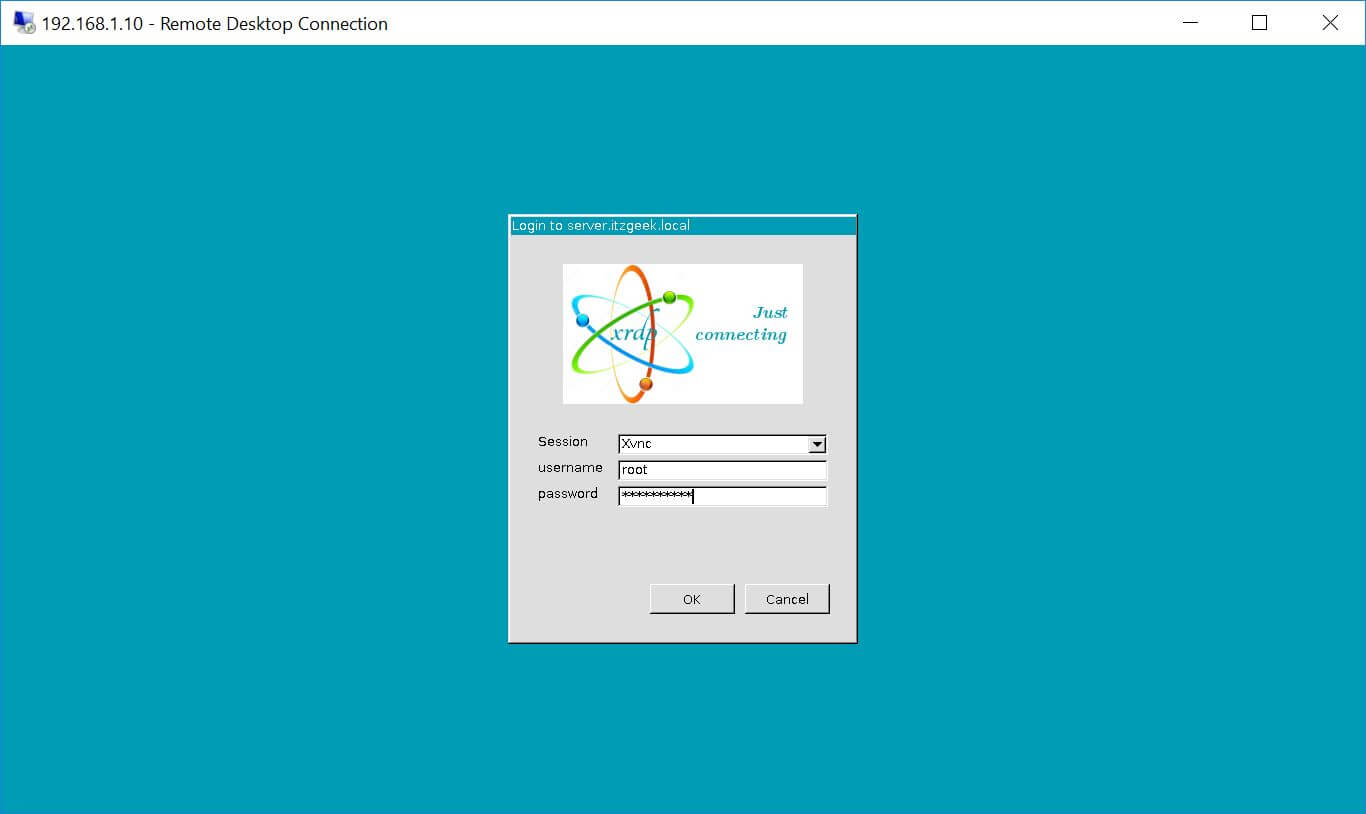 192.168.1.10 - Remote Desktop Connection
Login to server.itzgeek.local
xrdp
Just
connecting
Session
Xvnc
username
root
password
**********
OK
Cancel